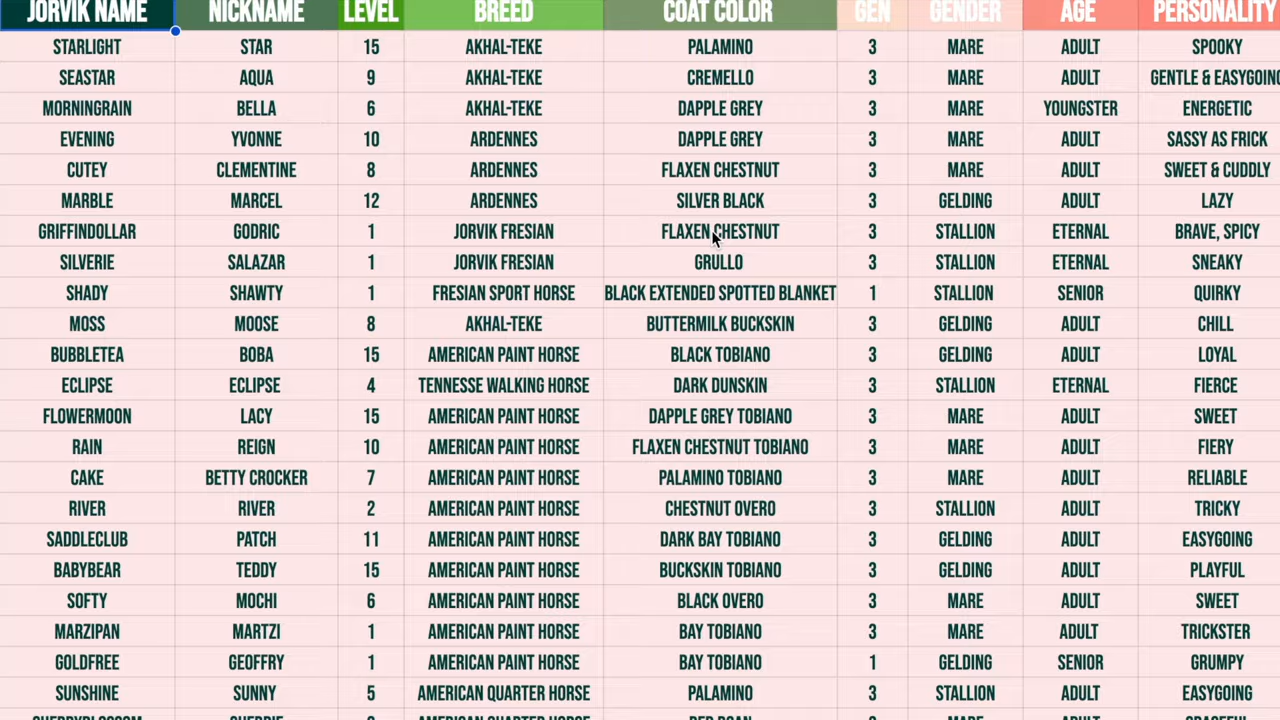 JORVIK NAME NICKNAME LEVEL BREED COAT COLOR GEN GENDER AGE PERSONALITY
STARLIGHT STAR 15 AKHAL-TEKE PALAMINO 3 MARE ADULT SPOOKY
SEASTAR AQUA 9 AKHAL-TEKE CREMELLO 3 MARE ADULT GENTLE & EASYGOING
MORNINGRAIN BELLA 6 AKHAL-TEKE DAPPLE GREY 3 MARE YOUNGSTER ENERGETIC
EVENING YVONNE 10 ARDENNES DAPPLE GREY 3 MARE ADULT SASSY AS FRICK
CUTEY CLEMENTINE 8 ARDENNES FLAXEN CHESTNUT 3 MARE ADULT SWEET & CUDDLY
MARBLE MARCEL 12 ARDENNES SILVER BLACK 3 GELDING ADULT LAZY
GRIFFINDOLLAR GODRIC 1 JORVIK FRESIAN FLAXEN CHESTNUT 3 STALLION ETERNAL BRAVE, SPICY
SILVERIE SALAZAR 1 JORVIK FRESIAN GRULLO 3 STALLION ETERNAL SNEAKY
SHADY SHAWTY 1 FRESIAN SPORT HORSE BLACK EXTENDED SPOTTED BLANKET 1 STALLION SENIOR QUIRKY
MOSS MOOSE 8 AKHAL-TEKE BUTTERMILK BUCKSKIN 3 GELDING ADULT CHILL
BUBBLETEA BOBA 15 AMERICAN PAINT HORSE BLACK TOBIANO 3 GELDING ADULT LOYAL
ECLIPSE ECLIPSE 4 TENNESSE WALKING HORSE DARK DUNSKIN 3 STALLION ETERNAL FIERCE
FLOWERMOON LACY 15 AMERICAN PAINT HORSE DAPPLE GREY TOBIANO 3 MARE ADULT SWEET
RAIN REIGN 10 AMERICAN PAINT HORSE FLAXEN CHESTNUT TOBIANO 3 MARE ADULT FIERY
CAKE BETTY CROCKER 7 AMERICAN PAINT HORSE PALAMINO TOBIANO 3 MARE ADULT RELIABLE
RIVER RIVER 2 AMERICAN PAINT HORSE CHESTNUT OVERO 3 STALLION ADULT TRICKY
SADDLECLUB PATCH 11 AMERICAN PAINT HORSE DARK BAY TOBIANO 3 GELDING ADULT EASYGOING
BABYBEAR TEDDY 15 AMERICAN PAINT HORSE BUCKSKIN TOBIANO 3 GELDING ADULT PLAYFUL
SOFTY MOCHI 6 AMERICAN PAINT HORSE BLACK OVERO 3 MARE ADULT SWEET
MARZIPAN MARTZI 1 AMERICAN PAINT HORSE BAY TOBIANO 3 MARE ADULT TRICKSTER
GOLDFREE GEOFFRY 1 AMERICAN PAINT HORSE BAY TOBIANO 1 GELDING SENIOR GRUMPY
SUNSHINE SUNNY 5 AMERICAN QUARTER HORSE PALAMINO 3 STALLION ADULT EASYGOING